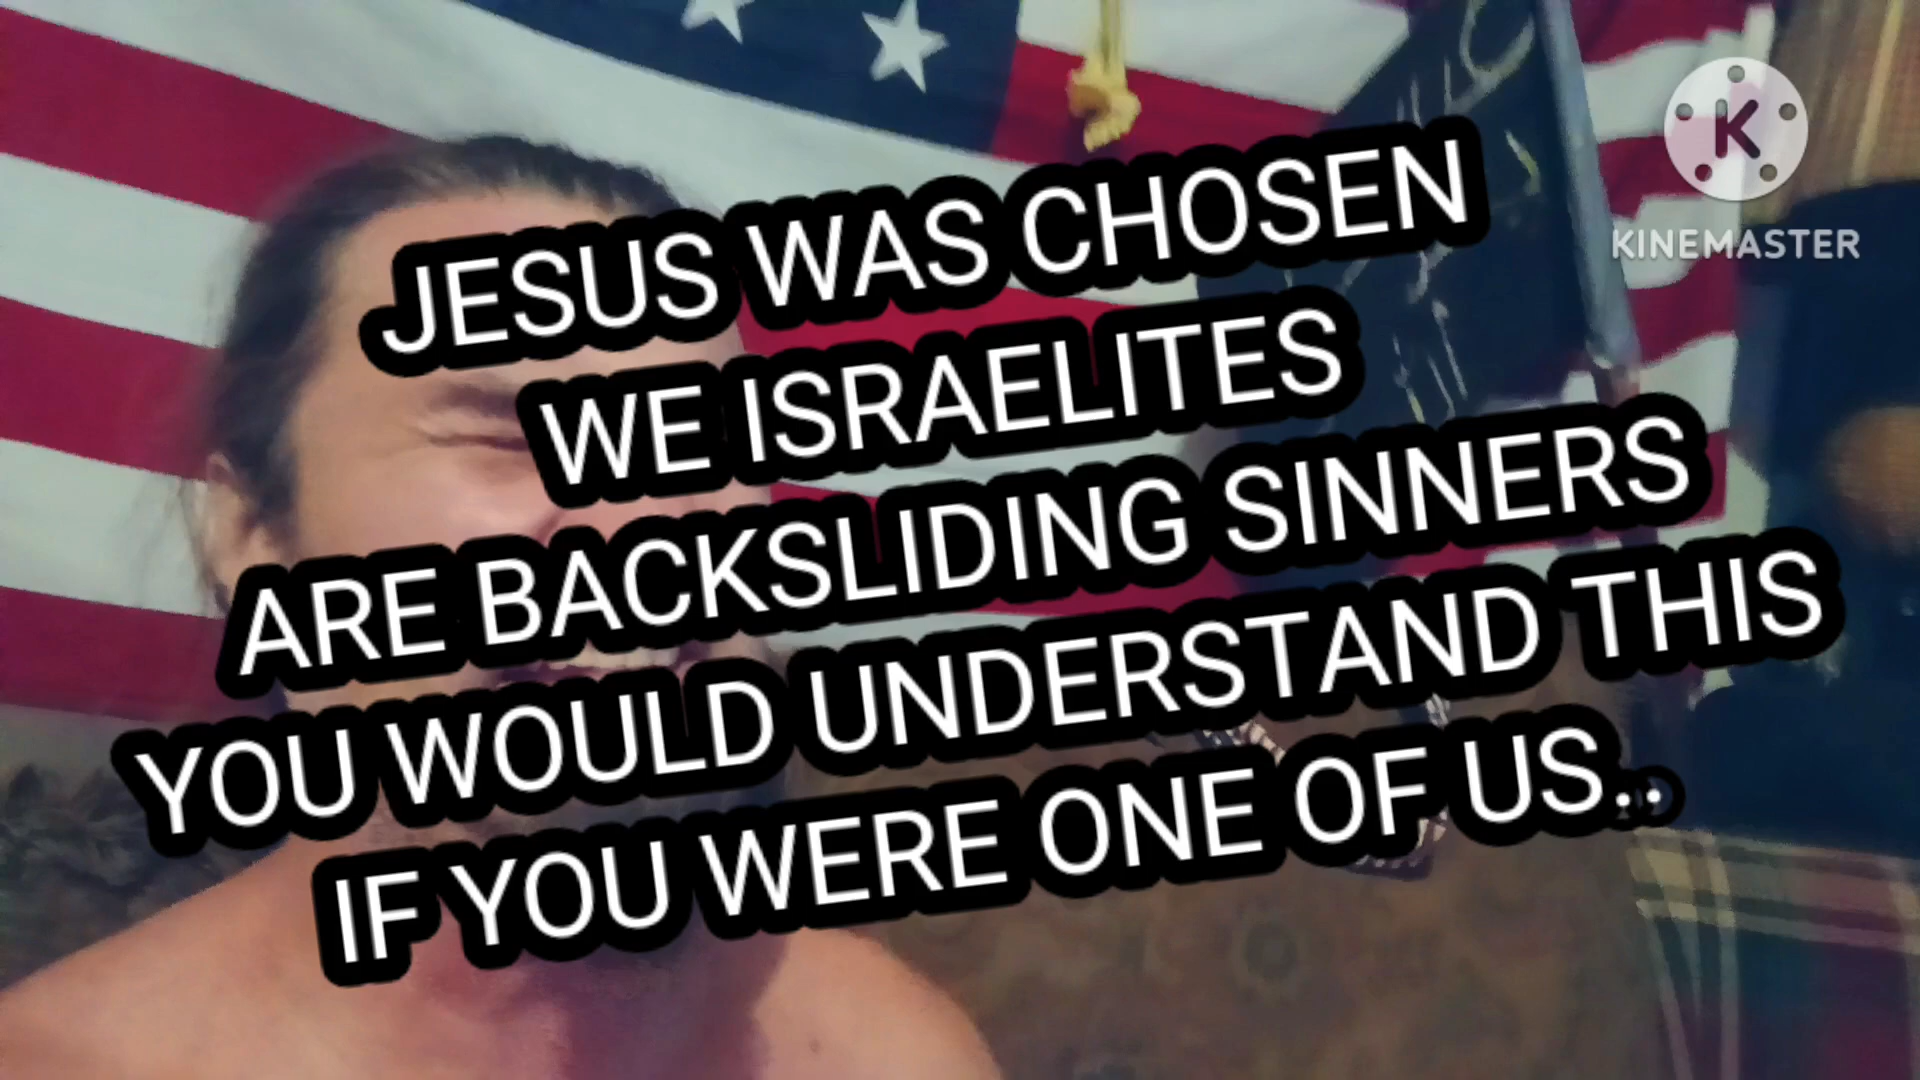 JESUS WAS CHOSEN
WE ISRAELITES
ARE BACKSLIDING SINNERS
YOU WOULD UNDERSTAND THIS
IF YOU WERE ONE OF US..
K
KINEMASTER